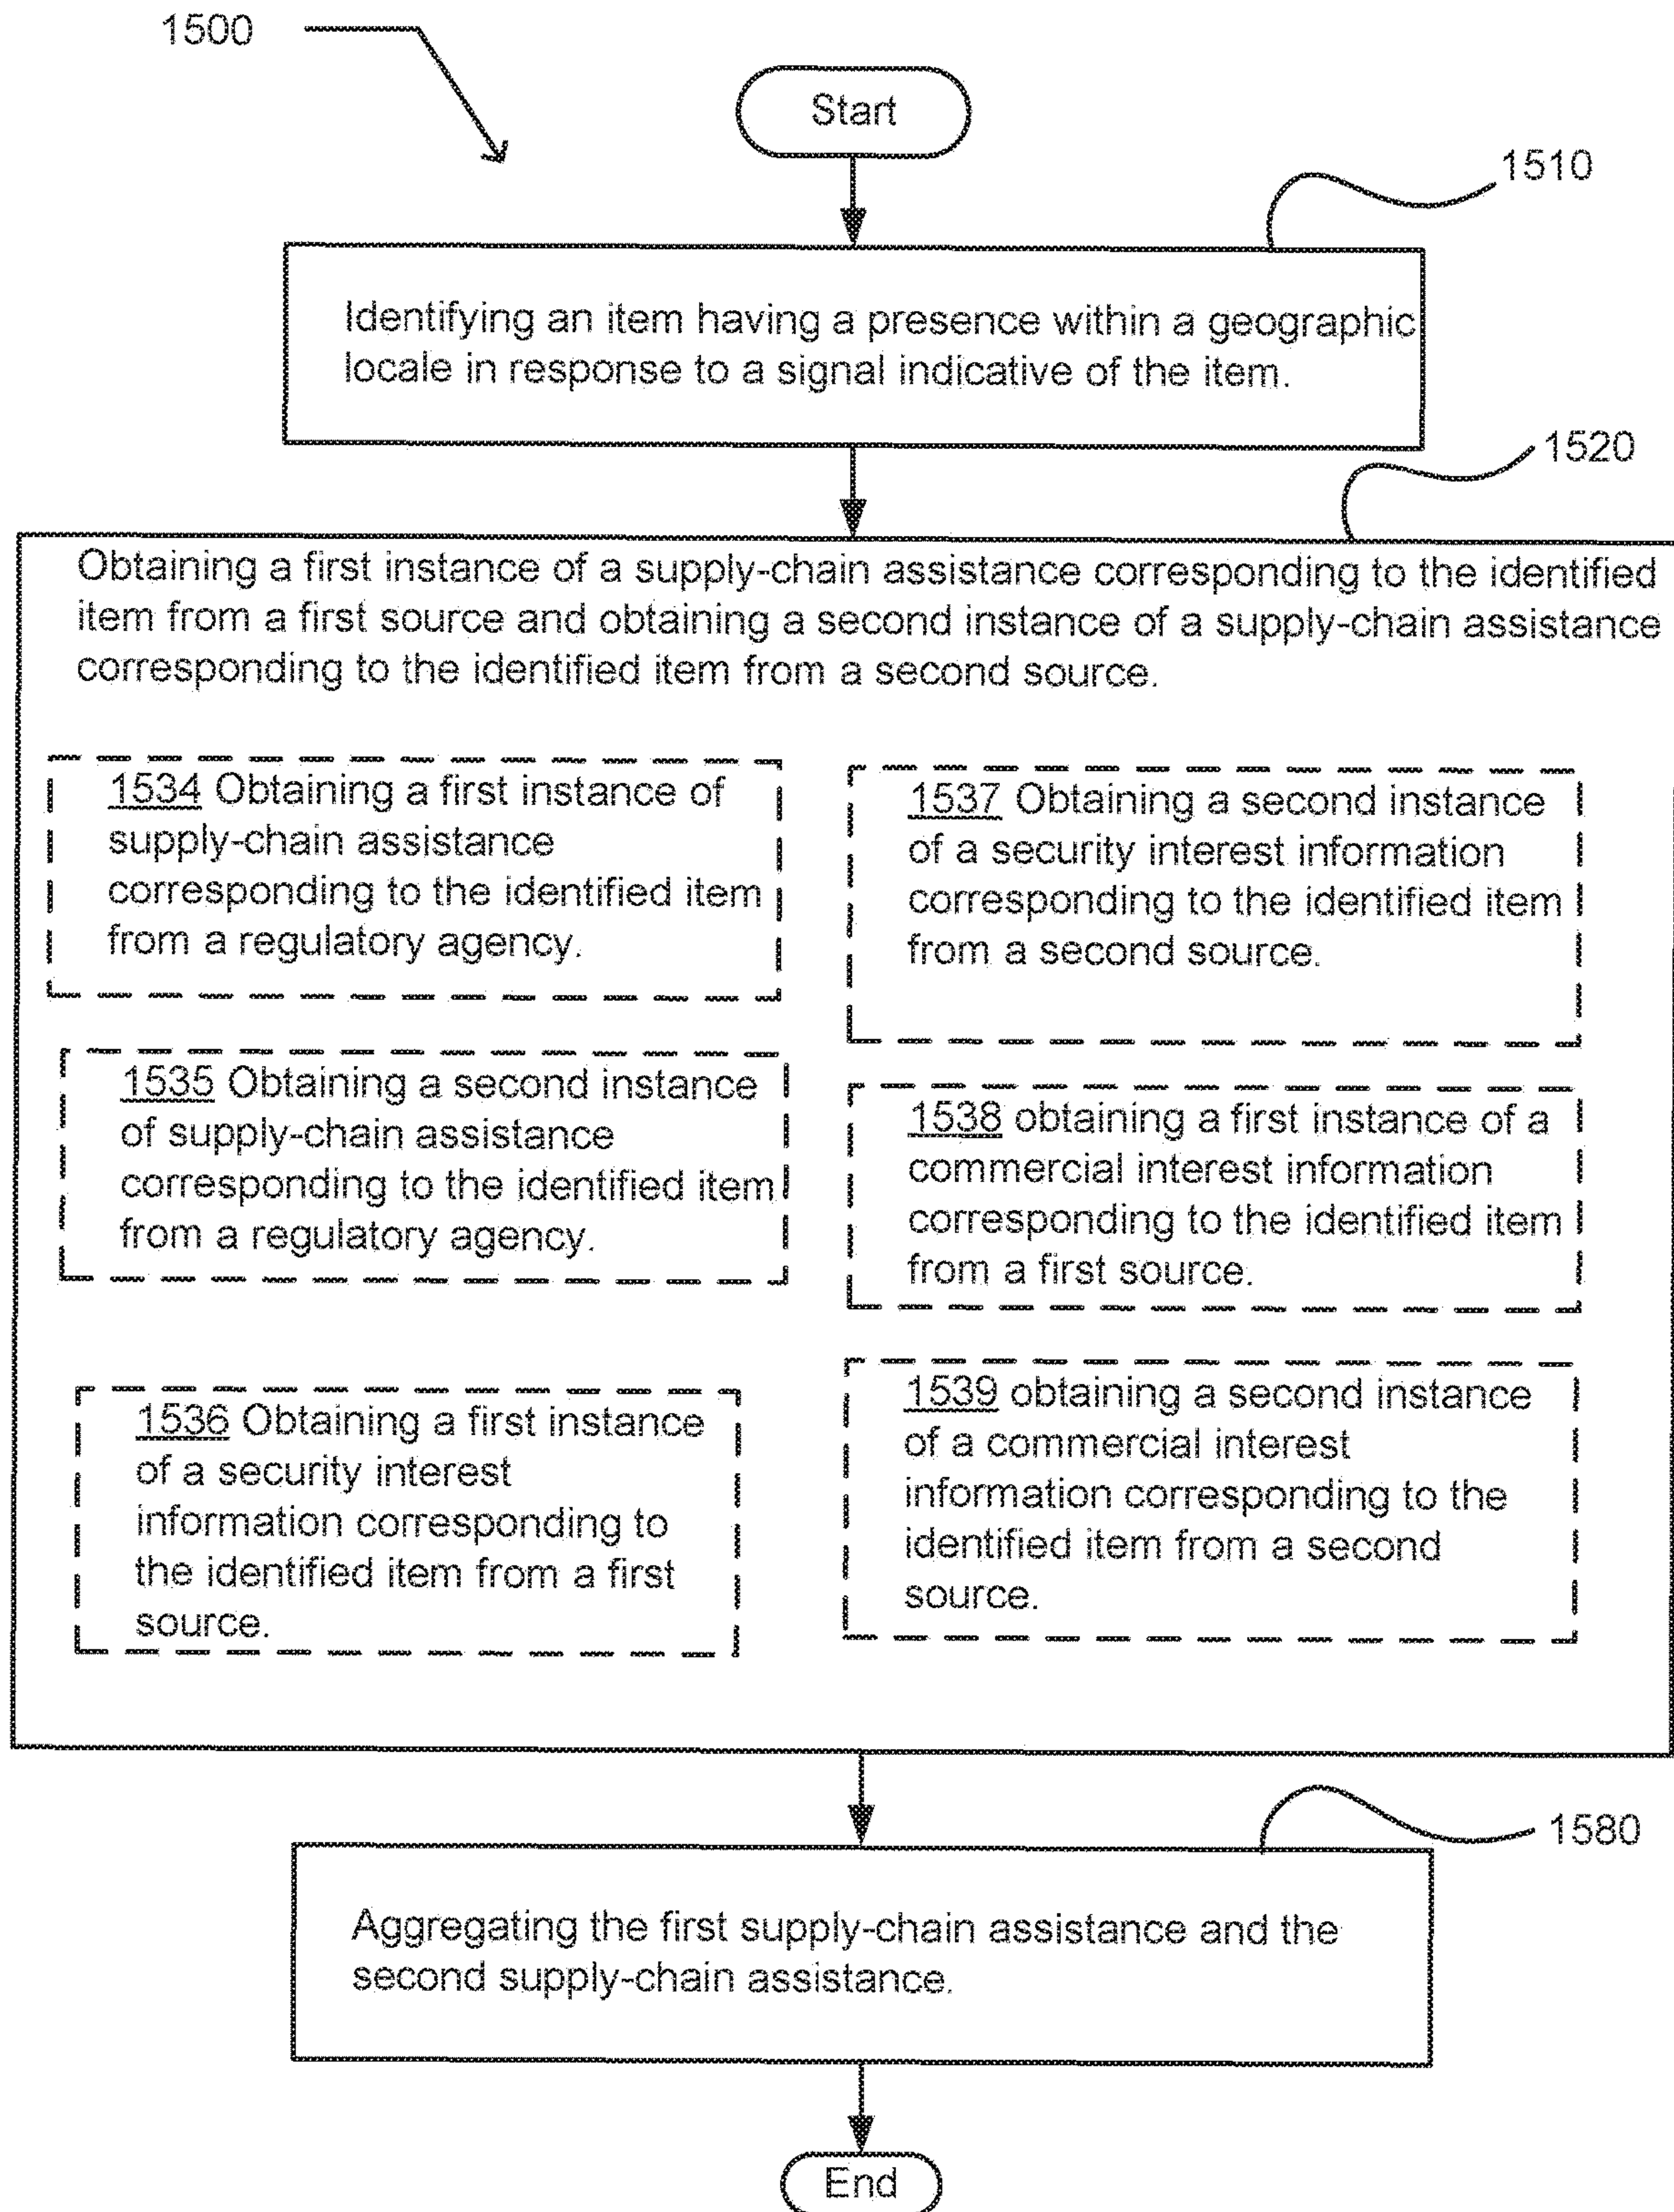 1500
Start
1510
Identifying an item having a presence within a geographic
locale in response to a signal indicative of the item.
1520
Obtaining a first instance of a supply-chain assistance corresponding to the identified
item from a first source and obtaining a second instance of a supply-chain assistance
corresponding to the identified item from a second source.
1534 Obtaining a first instance of
supply-chain assistance
corresponding to the identified item
from a regulatory agency.
1535 Obtaining a second instance
of supply-chain assistance
corresponding to the identified item
from a regulatory agency.
1536 Obtaining a first instance
of a security interest
information corresponding to
the identified item from a first
source.
1537 Obtaining a second instance
of a security interest information
corresponding to the identified item
from a second source.
1538 obtaining a first instance of a
commercial interest information
corresponding to the identified item
from a first source.
1539 obtaining a second instance
of a commercial interest
information corresponding to the
identified item from a second
source.
1580
Aggregating the first supply-chain assistance and the
second supply-chain assistance.
End